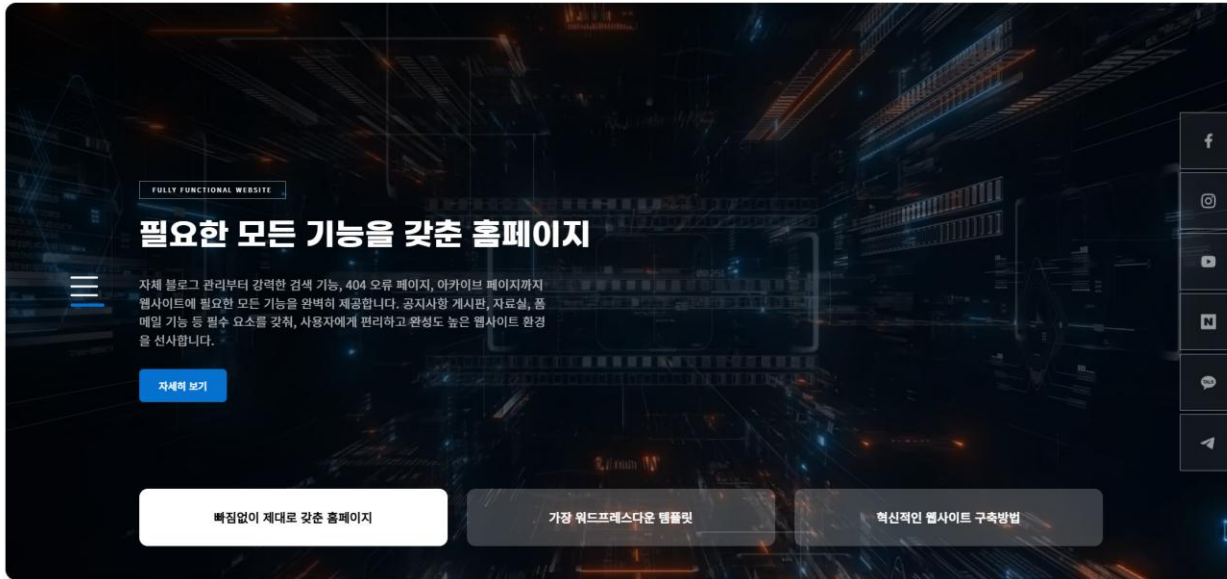 FULLY FUNCTIONAL WEBSITE
필요한 모든 기능을 갖춘 홈페이지
자체 블로그 관리부터 강력한 검색 기능, 404 오류 페이지, 아카이브 페이지까지
웹사이트에 필요한 모든 기능을 완벽히 제공합니다. 공지사항 게시판, 자료실, 폼
메일 기능 등 필수 요소를 갖춰, 사용자에게 편리하고 완성도 높은 웹사이트 환경
을 선사합니다.
자세히 보기
TALK
빠짐없이 제대로 갖춘 홈페이지
가장 워드프레스다운 템플릿
혁신적인 웹사이트 구축방법